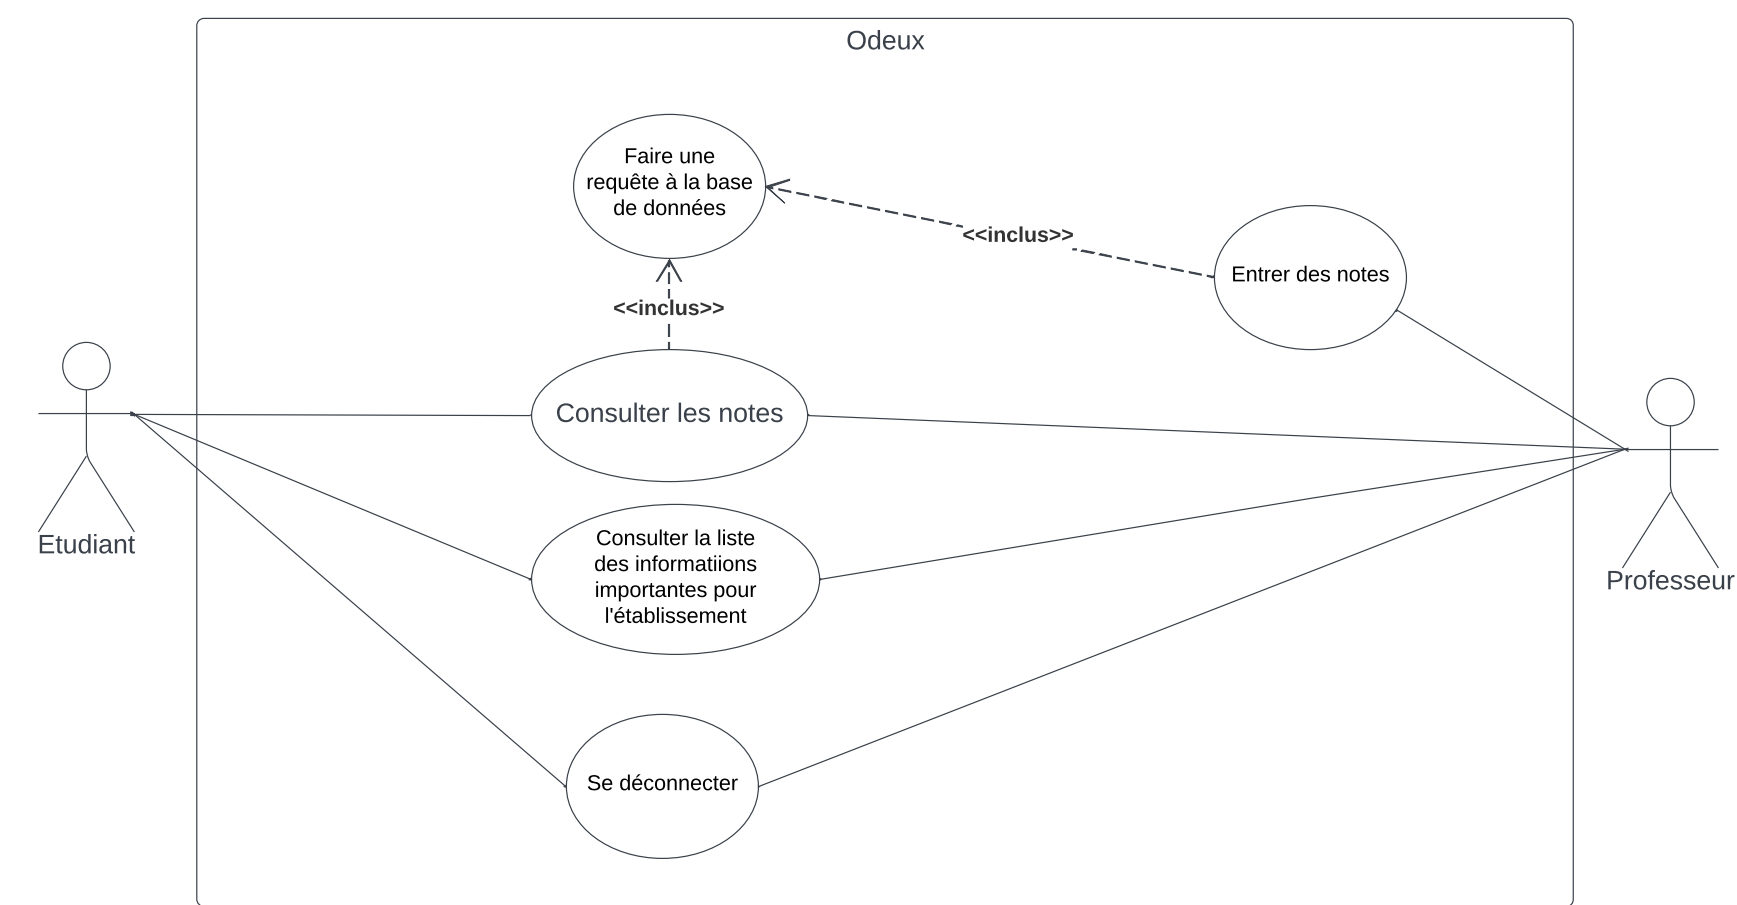 Odeux
Faire une
requête à la base
de données
<<inclus>>
Entrer des notes
<<inclus>>
Consulter les notes
Etudiant
Consulter la liste
des informatiions
importantes pour
l'établissement
Professeur
Se déconnecter